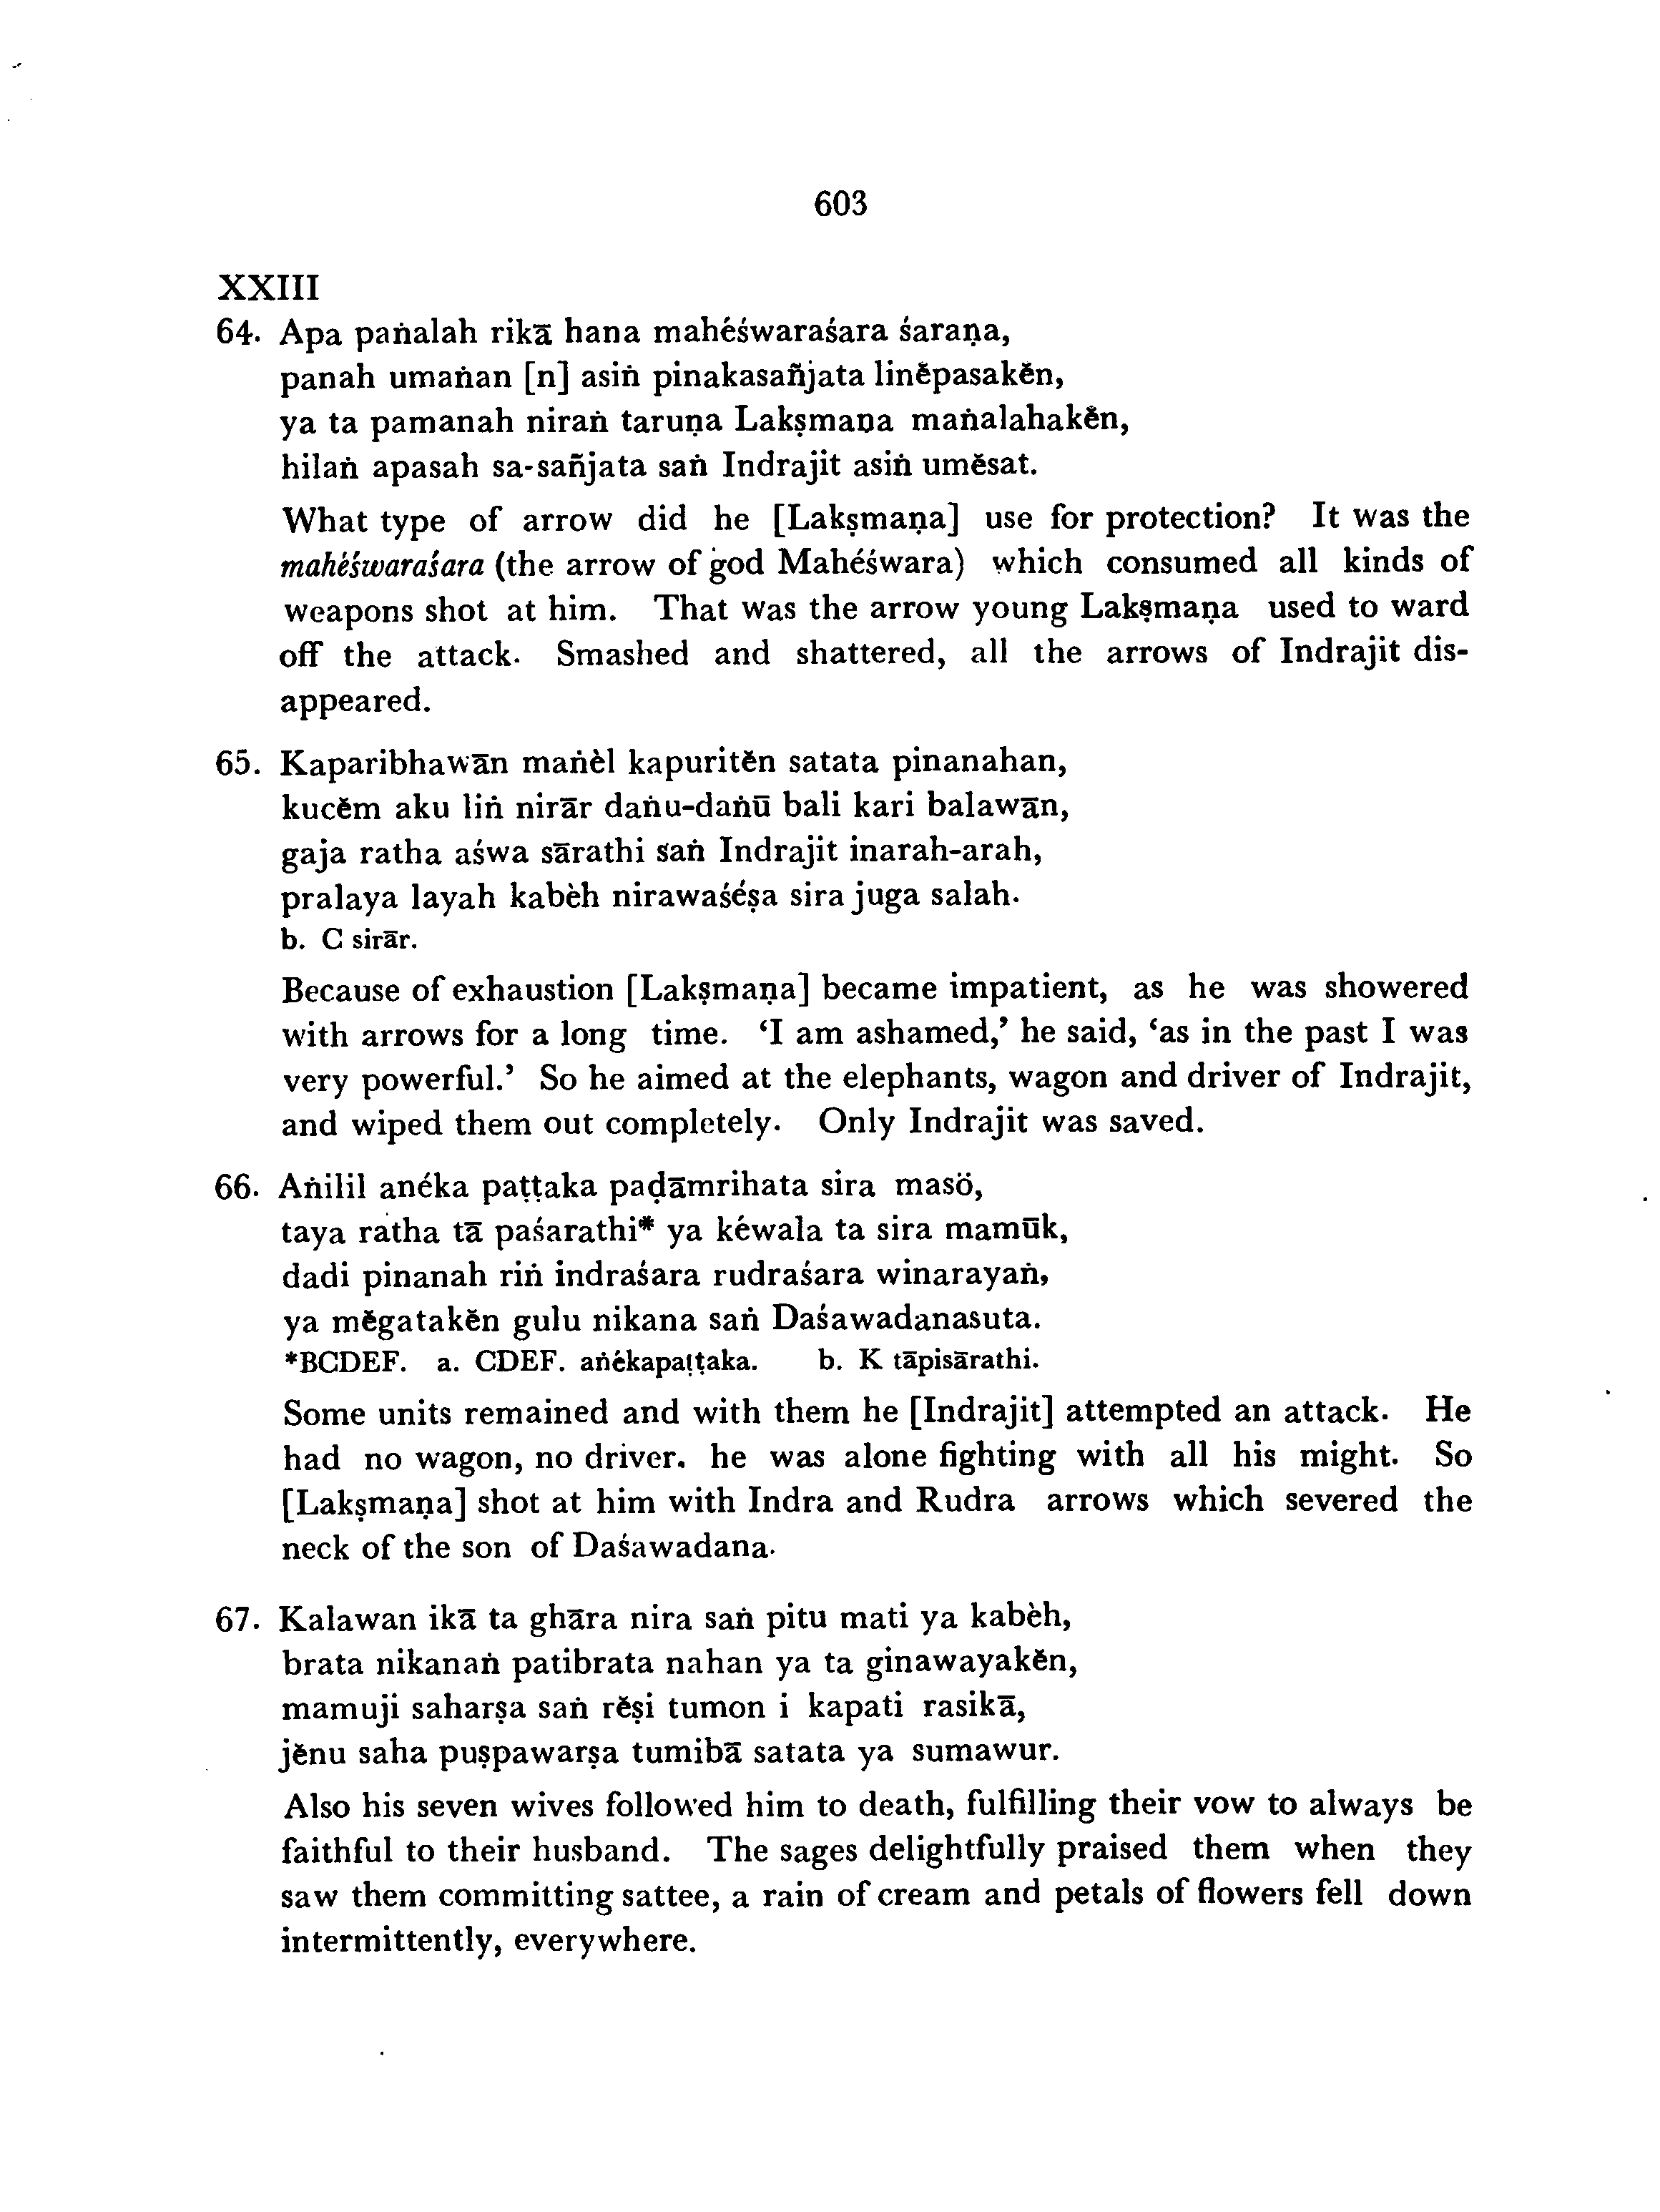 603
XXIII
64. Apa paṅalah rikā hana mahéśwaraśara śaraṇa,
panah umaṅan [n] asiṅ pinakasañjata linĕpasakĕn,
ya ta pamanah niraṅ taruṇa Lakṣmaṇa maṅalahakĕn,
hilaṅ apasah sa-sañjata saṅ Indrajit asiṅ umĕsat.
What type of arrow did he [Lakṣmaṇa] use for protection? It was the
mahéśwaraśara (the arrow of god Mahéśwara) which consumed all kinds of
weapons shot at him. That was the arrow young Lakṣmaṇa used to ward
off the attack. Smashed and shattered, all the arrows of Indrajit dis-
appeared.
65. Kaparibhawān maṅèl kapuritĕn satata pinanahan,
kucĕm aku liṅ nirār daṅu-daṅū bali kari balawān,
gaja ratha aśwa sārathi saṅ Indrajit inarah-arah,
pralaya layah kabèh nirawaśéṣa sira juga salah.
b. C sirār.
Because of exhaustion [Lakṣmaṇa] became impatient, as he was showered
with arrows for a long time. ‘I am ashamed,’ he said, ‘as in the past I was
very powerful.’ So he aimed at the elephants, wagon and driver of Indrajit,
and wiped them out completely. Only Indrajit was saved.
66. Aṅilil anéka paṭṭaka paḍāmrihata sira masö,
taya ratha tā paśarathi* ya kéwala ta sira mamūk,
dadi pinanah riṅ indraśara rudraśara winarayaṅ,
ya mĕgatakĕn gulu nikana saṅ Daśawadanasuta.
*BCDEF. a. CDEF. aṅékapaṭṭaka. b. K tāpisārathi.
Some units remained and with them he [Indrajit] attempted an attack. He
had no wagon, no driver. he was alone fighting with all his might. So
[Lakṣmaṇa] shot at him with Indra and Rudra arrows which severed the
neck of the son of Daśawadana.
67. Kalawan ikā ta ghāra nira saṅ pitu mati ya kabèh,
brata nikanaṅ patibrata nahan ya ta ginawayakĕn,
mamuji saharṣa saṅ rĕṣi tumon i kapati rasikā,
jĕnu saha puṣpawarṣa tumibā satata ya sumawur.
Also his seven wives followed him to death, fulfilling their vow to always be
faithful to their husband. The sages delightfully praised them when they
saw them committing sattee, a rain of cream and petals of flowers fell down
intermittently, everywhere.